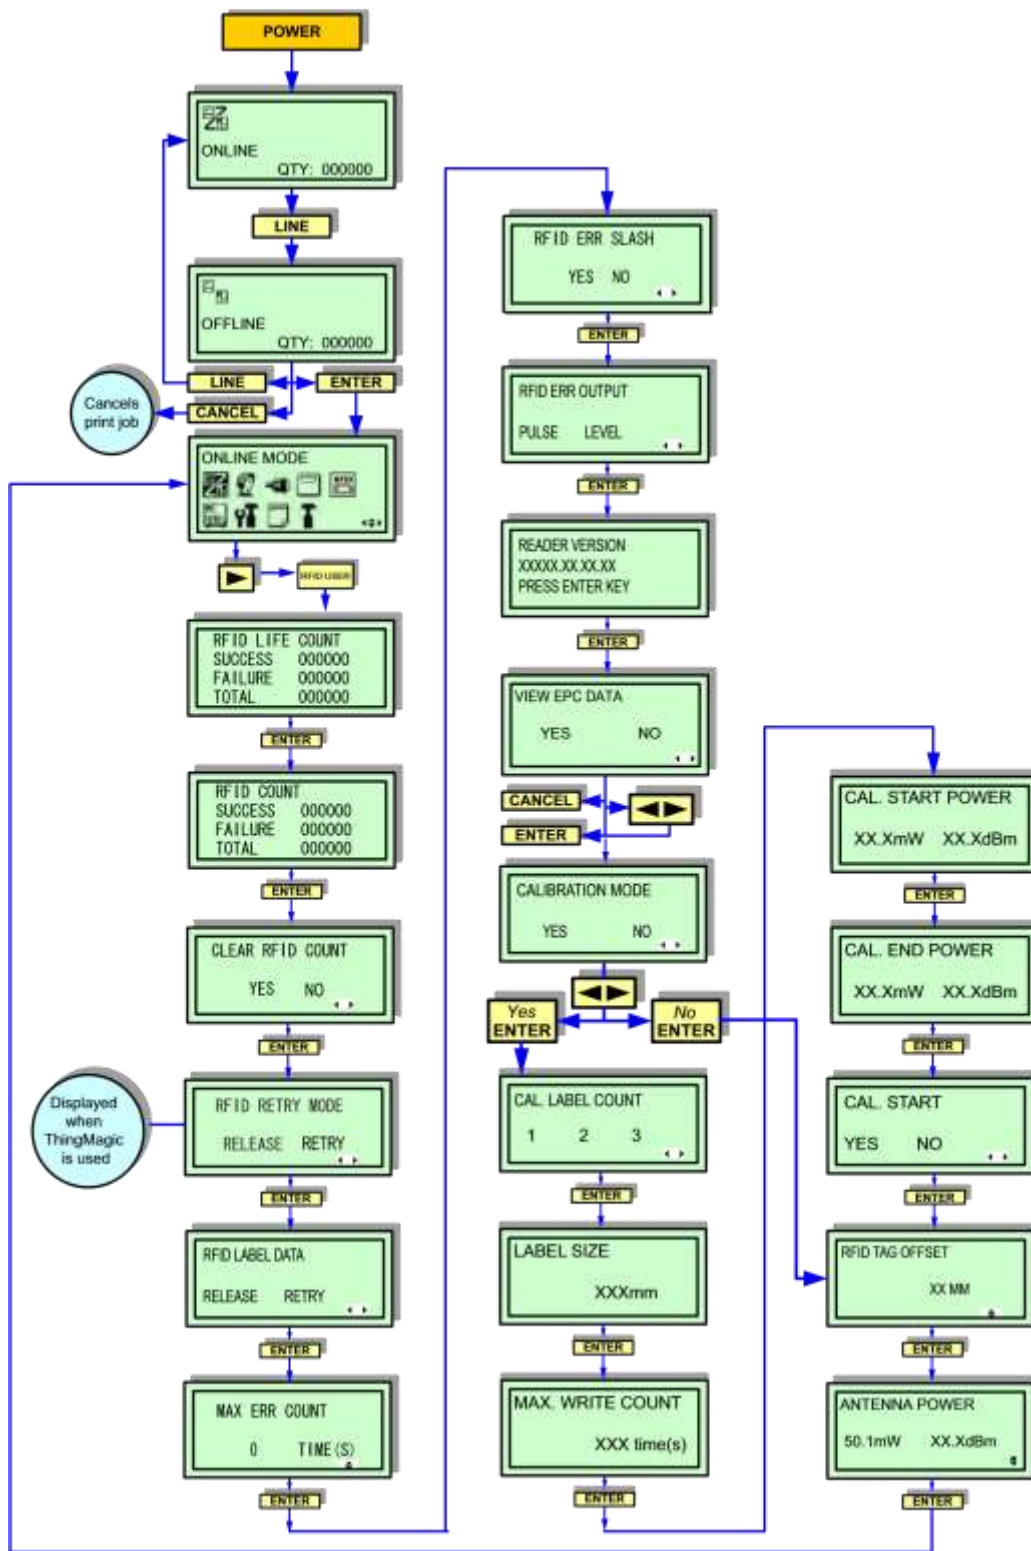 POWER
ONLINE
QTY: 000000
LINE
OFFLINE
QTY: 000000
LINE
ENTER
CANCEL
Cancels
print job
ONLINE MODE
RFID USER
RFID LIFE COUNT
SUCCESS 000000
FAILURE 000000
TOTAL 000000
ENTER
RFID COUNT
SUCCESS 000000
FAILURE 000000
TOTAL 000000
ENTER
CLEAR RFID COUNT
YES NO
ENTER
Displayed
when
ThingMagic
is used
RFID RETRY MODE
RELEASE RETRY
ENTER
RFID LABEL DATA
RELEASE RETRY
ENTER
MAX ERR COUNT
0 TIME(S)
ENTER
RFID ERR SLASH
YES NO
ENTER
RFID ERR OUTPUT
PULSE LEVEL
ENTER
READER VERSION
XXXXX.XX.XX.XX
PRESS ENTER KEY
ENTER
VIEW EPC DATA
YES NO
CANCEL
ENTER
CALIBRATION MODE
YES NO
Yes
ENTER
No
ENTER
CAL. LABEL COUNT
1 2 3
ENTER
LABEL SIZE
XXXmm
ENTER
MAX. WRITE COUNT
XXX time(s)
ENTER
CAL. START POWER
XX.XmW XX.XdBm
ENTER
CAL. END POWER
XX.XmW XX.XdBm
ENTER
CAL. START
YES NO
ENTER
RFID TAG OFFSET
XX MM
ENTER
ANTENNA POWER
50.1mW XX.XdBm
ENTER